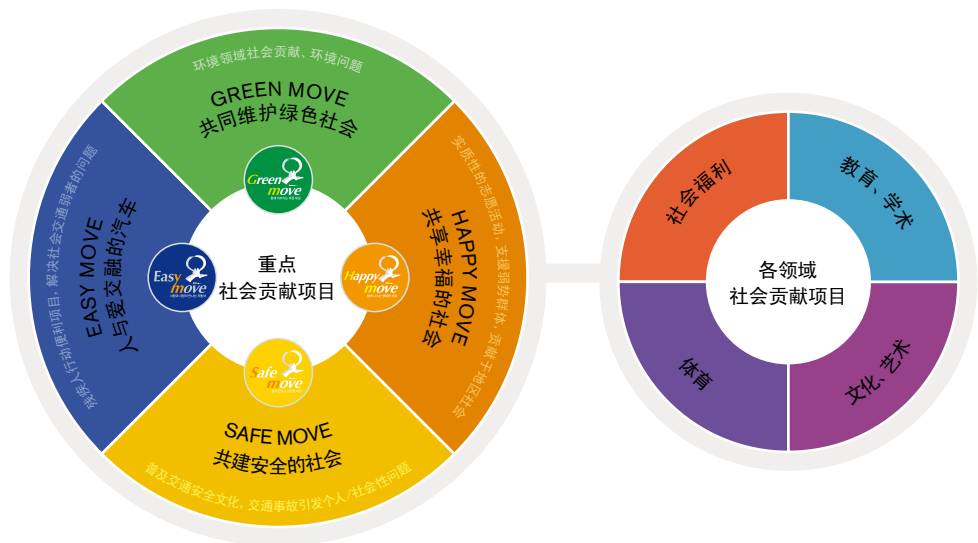 环境领域社会贡献、环境问题
GREEN MOVE
共同维护绿色社会
Green
move
残疾人行动便利项目，解决社会交通弱者的问题
EASY MOVE
人与爱交融的汽车
Easy
move
重点
社会贡献项目
Happy
move
HAPPY MOVE
共享幸福的社会
实质性的志愿活动，支援弱势群体，贡献于地区社会
Safe
move
SAFE MOVE
共建安全的社会
普及交通安全文化，交通事故引发个人/社会性问题
社会福利
教育、学术
各领域
社会贡献项目
体育
文化、艺术